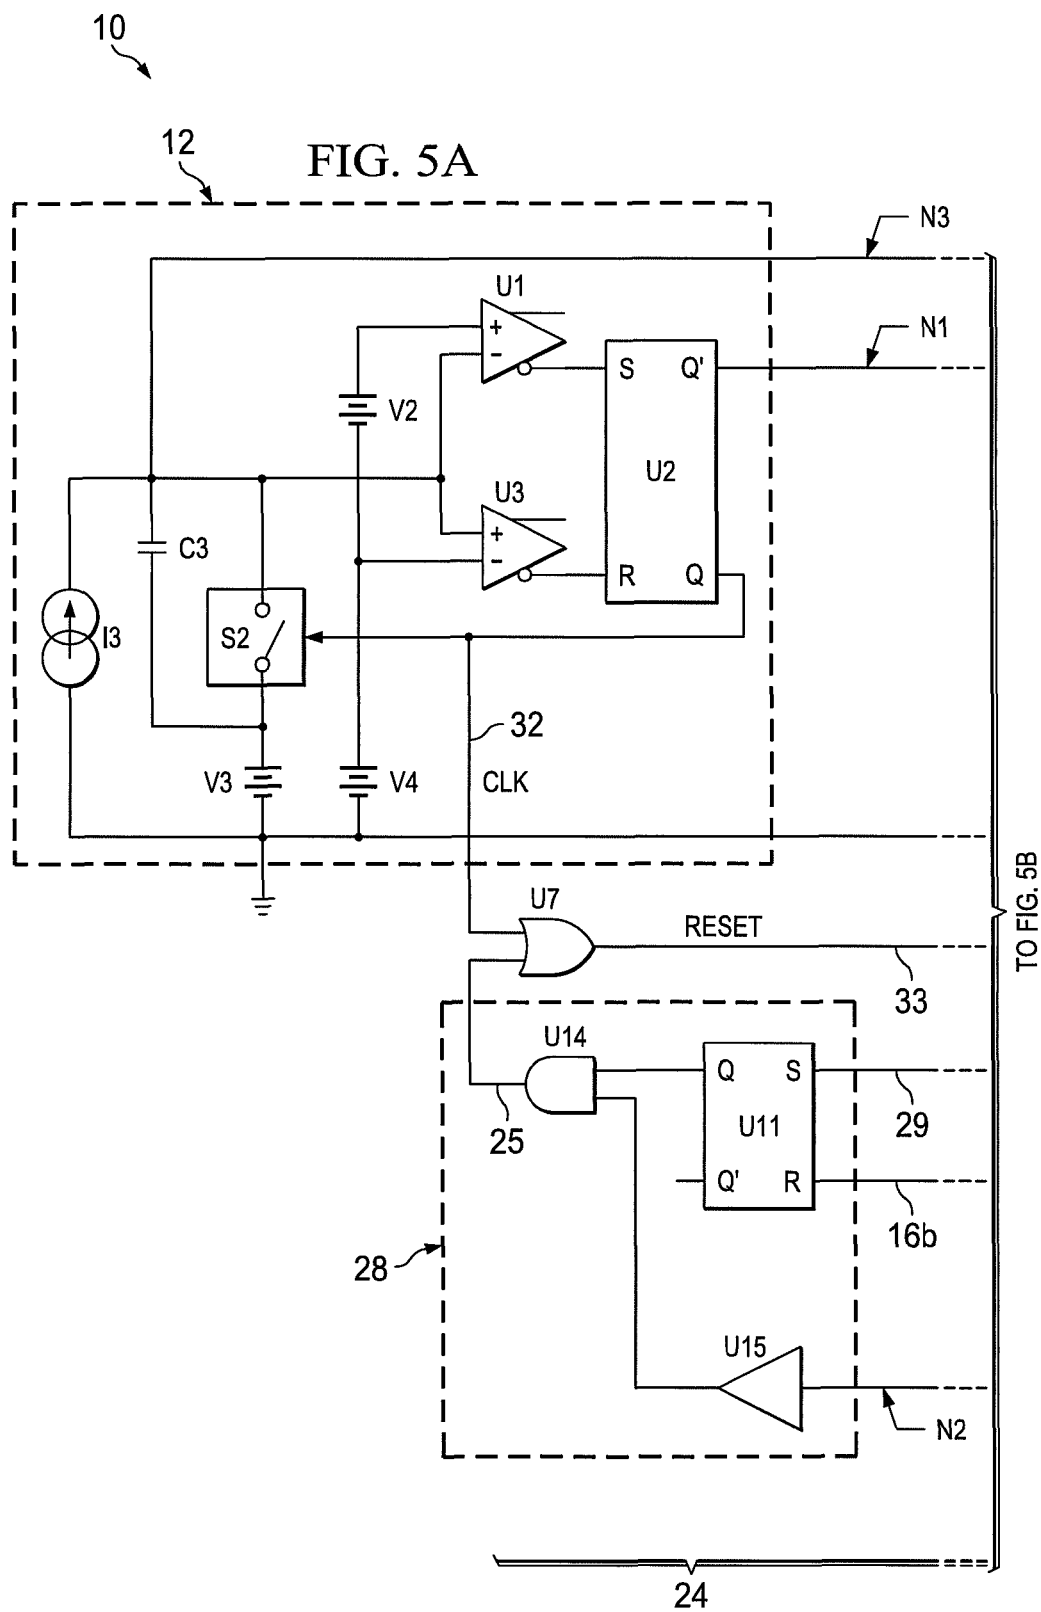 10
12
FIG. 5A
N3
U1
N1
+
-
S
Q'
V2
U2
U3
+
-
C3
R
Q
S2
I3
32
V3
V4
CLK
U7
RESET
33
TO FIG. 5B
U14
Q
S
25
U11
29
Q'
R
16b
28
U15
N2
24